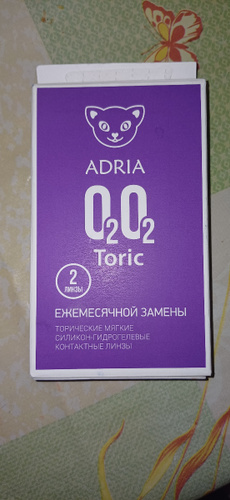 ADRIA
O2O2
Toric
2
ЛИНЗЫ
ЕЖЕМЕСЯЧНОЙ ЗАМЕНЫ
ТОРИЧЕСКИЕ МЯГКИЕ
СИЛИКОН-ГИДРОГЕЛЕВЫЕ
КОНТАКТНЫЕ ЛИНЗЫ